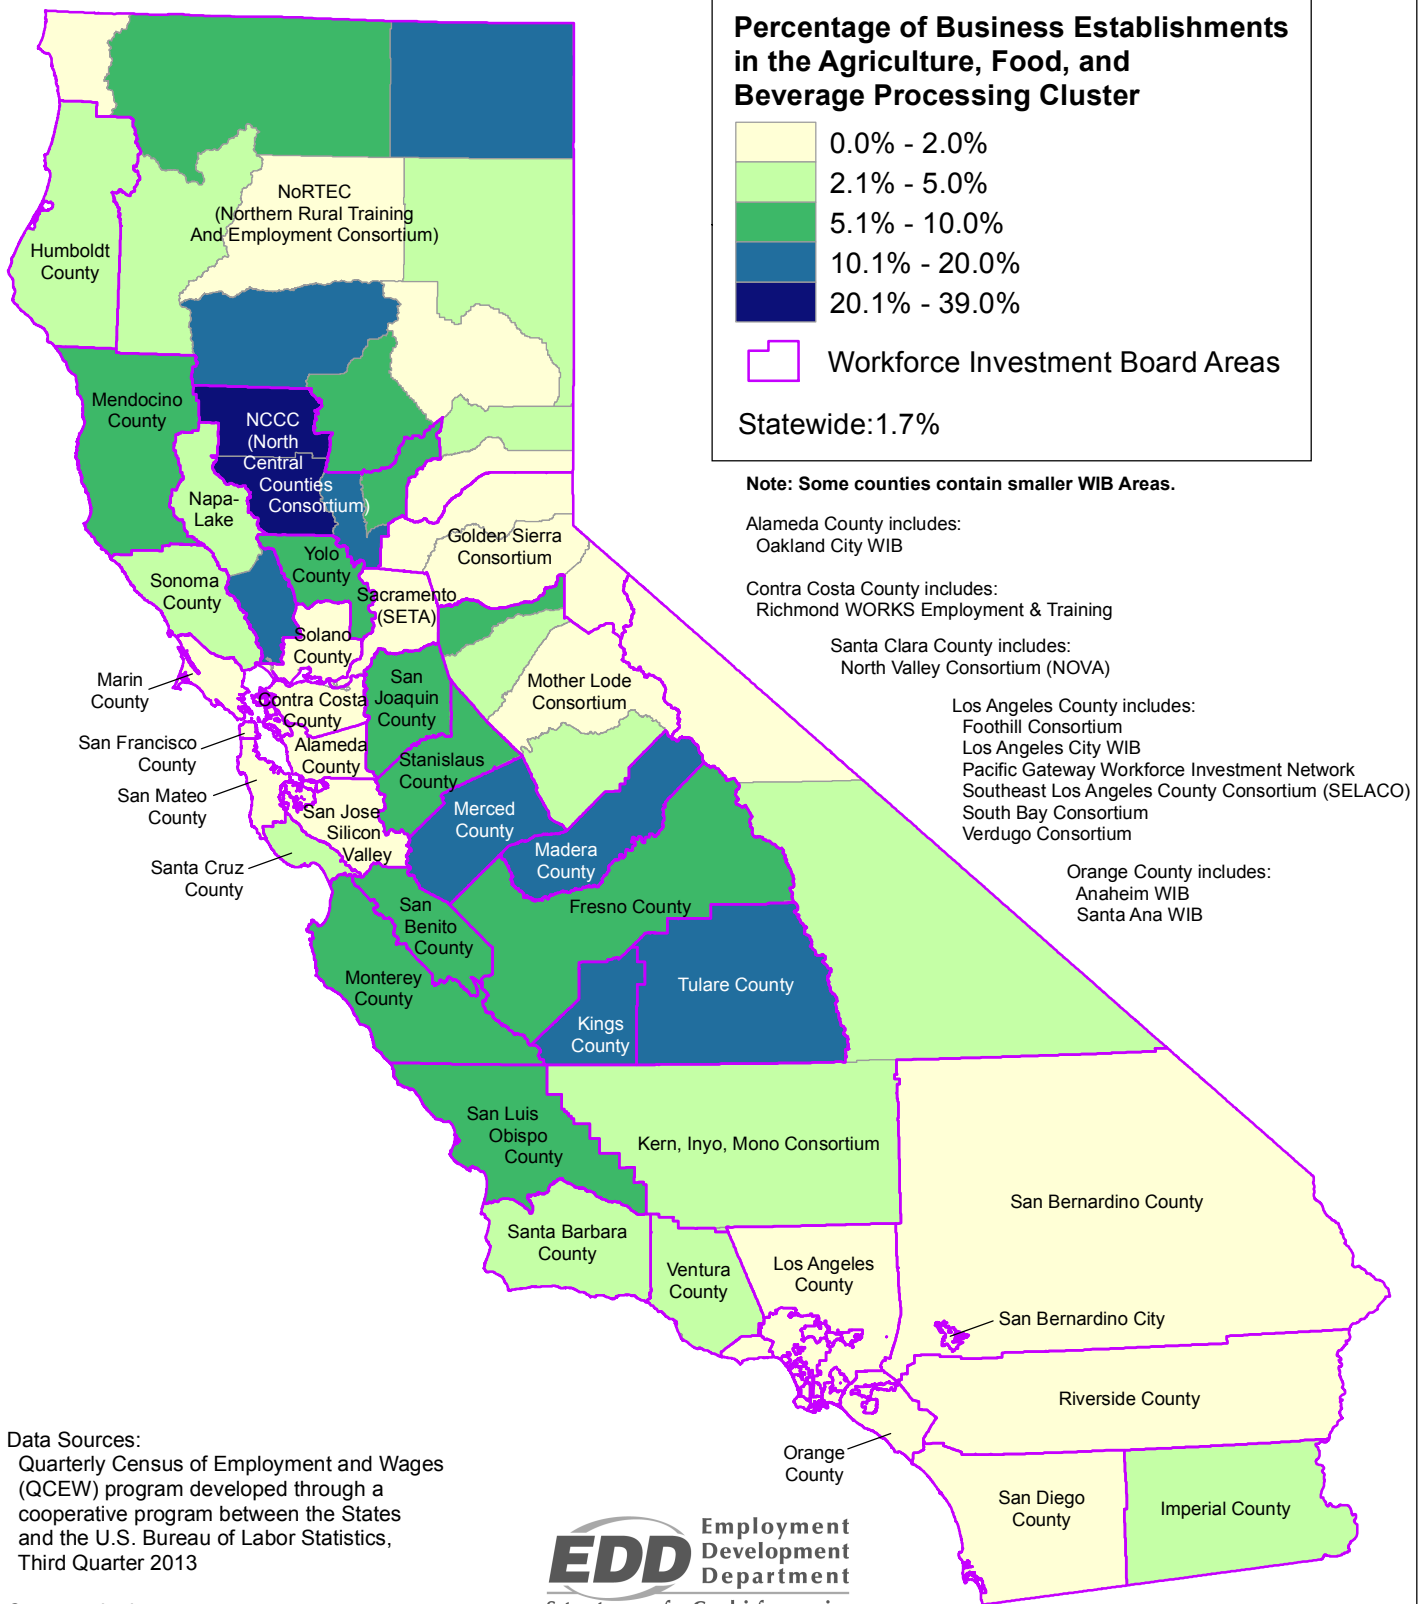 Percentage of Business Establishments
in the Agriculture, Food, and
Beverage Processing Cluster
0.0% - 2.0%
2.1% - 5.0%
5.1% - 10.0%
10.1% - 20.0%
20.1% - 39.0%
Workforce Investment Board Areas
Statewide:1.7%
Note: Some counties contain smaller WIB Areas.
Alameda County includes:
Oakland City WIB
Contra Costa County includes:
Richmond WORKS Employment & Training
Santa Clara County includes:
North Valley Consortium (NOVA)
Los Angeles County includes:
Foothill Consortium
Los Angeles City WIB
Pacific Gateway Workforce Investment Network
Southeast Los Angeles County Consortium (SELACO)
South Bay Consortium
Verdugo Consortium
Orange County includes:
Anaheim WIB
Santa Ana WIB
NoRTEC
(Northern Rural Training
And Employment Consortium)
Humboldt
County
Mendocino
County
NCCC
(North
Central
Counties
Consortium)
Napa-
Lake
Golden Sierra
Consortium
Yolo
County
Sonoma
County
Sacramento
(SETA)
Solano
County
Marin
County
Contra Costa
County
San
Joaquin
County
Mother Lode
Consortium
San Francisco
County
Alameda
County
Stanislaus
County
San Mateo
County
San Jose
Silicon
Valley
Merced
County
Madera
County
Santa Cruz
County
San
Benito
County
Fresno County
Monterey
County
Tulare County
Kings
County
San Luis
Obispo
County
Kern, Inyo, Mono Consortium
San Bernardino County
Santa Barbara
County
Ventura
County
Los Angeles
County
San Bernardino City
Riverside County
Orange
County
San Diego
County
Imperial County
Data Sources:
Quarterly Census of Employment and Wages
(QCEW) program developed through a
cooperative program between the States
and the U.S. Bureau of Labor Statistics,
Third Quarter 2013
EDD
Employment
Development
Department